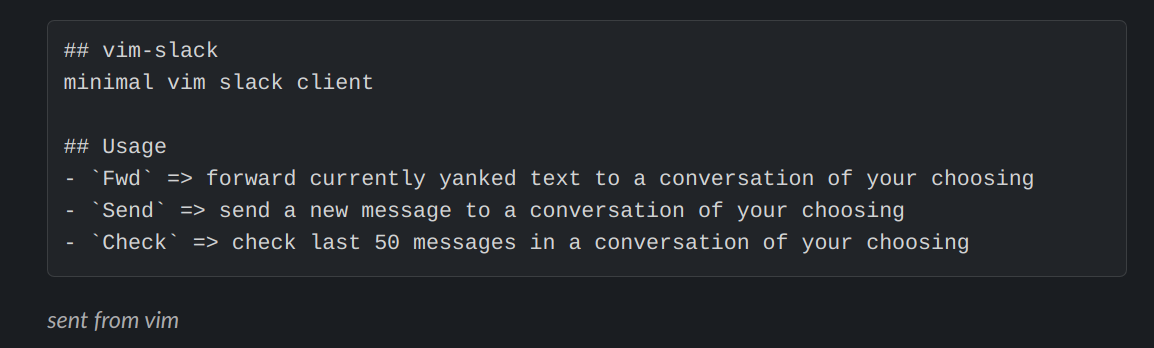 ## vim-slack
minimal vim slack client
## Usage
- `Fwd` => forward currently yanked text to a conversation of your choosing
- `Send` => send a new message to a conversation of your choosing
- `Check` => check last 50 messages in a conversation of your choosing
sent from vim